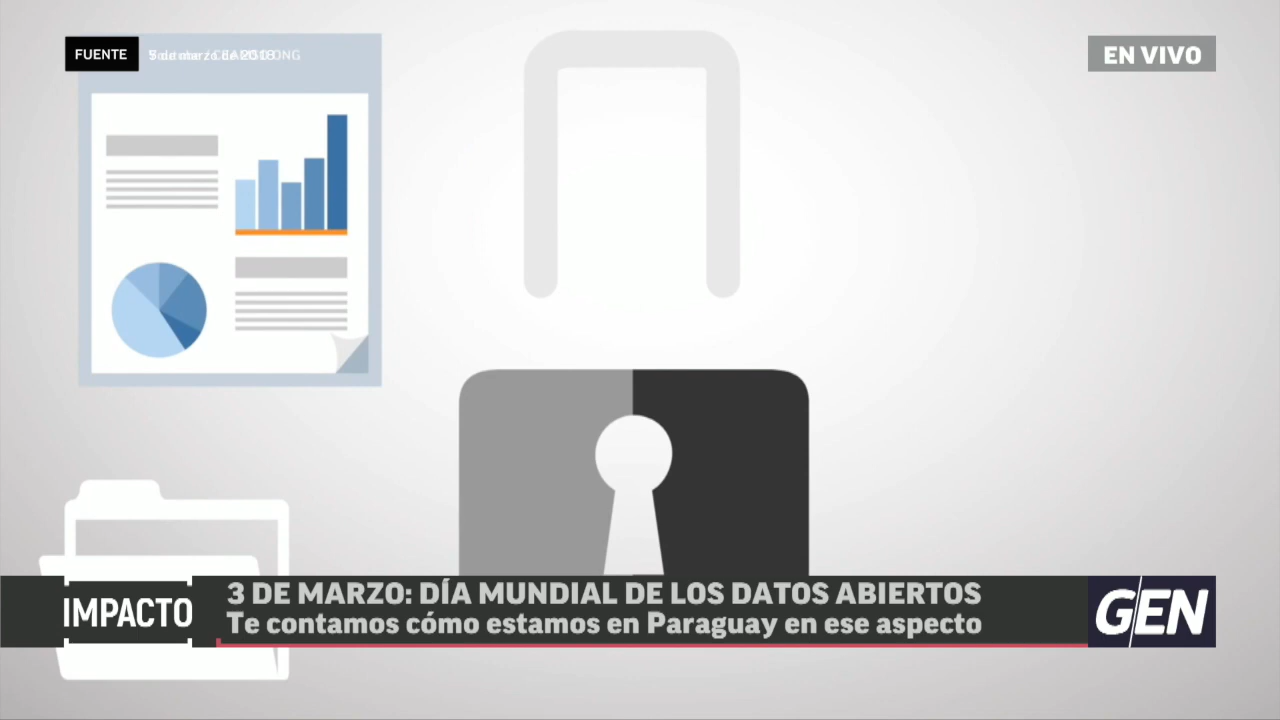 FUENTE
EN VIVO
IMPACTO
3 DE MARZO: DÍA MUNDIAL DE LOS DATOS ABIERTOS
Te contamos cómo estamos en Paraguay en ese aspecto
GEN